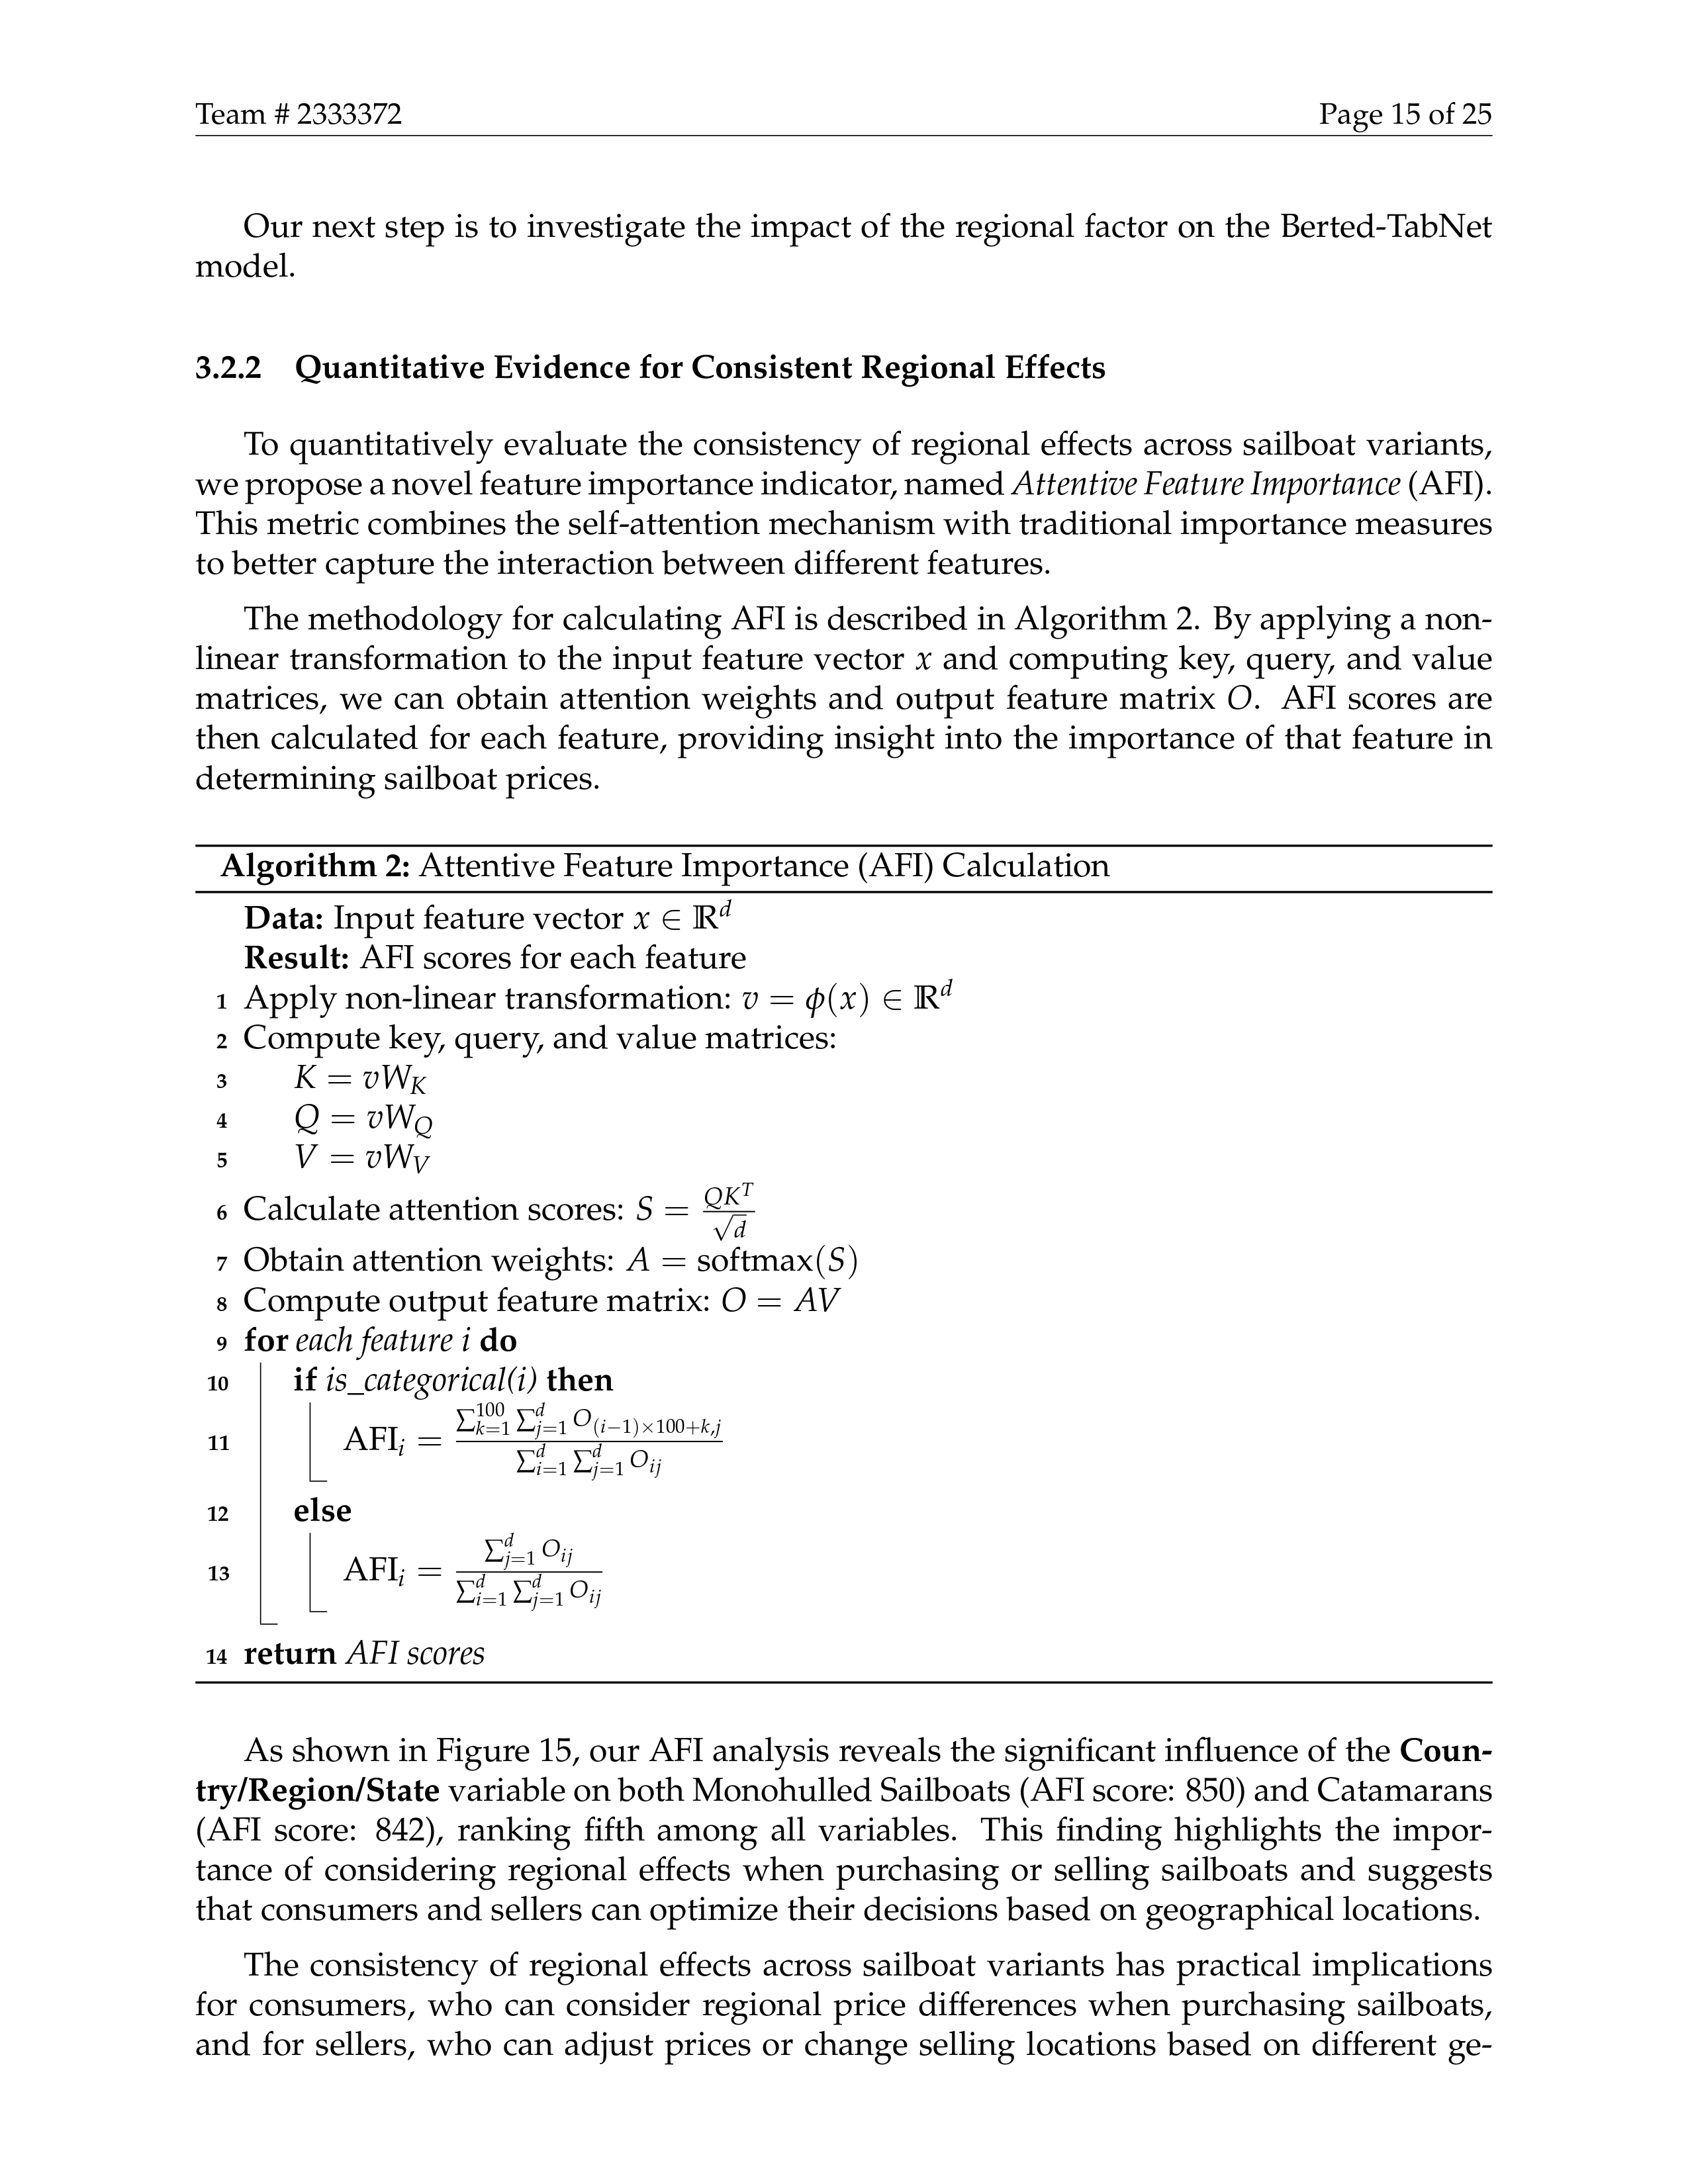 Team # 2333372 Page 15 of 25
Our next step is to investigate the impact of the regional factor on the Berted-TabNet
model.
3.2.2 Quantitative Evidence for Consistent Regional Effects
To quantitatively evaluate the consistency of regional effects across sailboat variants,
we propose a novel feature importance indicator, named Attentive Feature Importance (AFI).
This metric combines the self-attention mechanism with traditional importance measures
to better capture the interaction between different features.
The methodology for calculating AFI is described in Algorithm 2. By applying a non-
linear transformation to the input feature vector x and computing key, query, and value
matrices, we can obtain attention weights and output feature matrix O. AFI scores are
then calculated for each feature, providing insight into the importance of that feature in
determining sailboat prices.
Algorithm 2: Attentive Feature Importance (AFI) Calculation
Data: Input feature vector x ∈ ℝ^d
Result: AFI scores for each feature
1 Apply non-linear transformation: v = ϕ(x) ∈ ℝ^d
2 Compute key, query, and value matrices:
3 K = vW_K
4 Q = vW_Q
5 V = vW_V
6 Calculate attention scores: S = \frac{QK^T}{\sqrt{d}}
7 Obtain attention weights: A = softmax(S)
8 Compute output feature matrix: O = AV
9 for each feature i do
10 if is_categorical(i) then
11 AFI_i = \frac{\sum_{k=1}^{100} \sum_{j=1}^{d} O_{(i-1)×100+k,j}}{\sum_{i=1}^{d} \sum_{j=1}^{d} O_{ij}}
12 else
13 AFI_i = \frac{\sum_{j=1}^{d} O_{ij}}{\sum_{i=1}^{d} \sum_{j=1}^{d} O_{ij}}
14 return AFI scores
As shown in Figure 15, our AFI analysis reveals the significant influence of the Coun-
try/Region/State variable on both Monohulled Sailboats (AFI score: 850) and Catamarans
(AFI score: 842), ranking fifth among all variables. This finding highlights the impor-
tance of considering regional effects when purchasing or selling sailboats and suggests
that consumers and sellers can optimize their decisions based on geographical locations.
The consistency of regional effects across sailboat variants has practical implications
for consumers, who can consider regional price differences when purchasing sailboats,
and for sellers, who can adjust prices or change selling locations based on different ge-